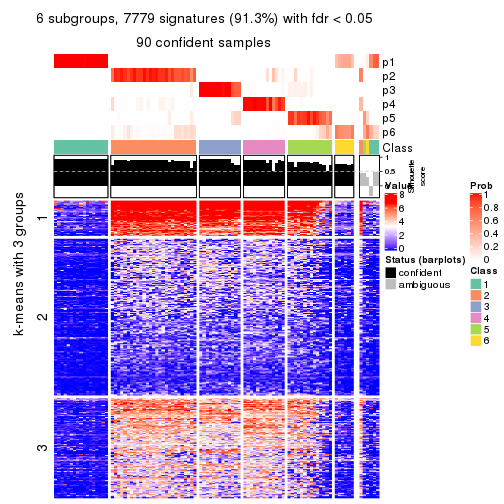 6 subgroups, 7779 signatures (91.3%) with fdr < 0.05
90 confident samples
p1
p2
p3
p4
p5
p6
Class
1
0.5
0
Silhouette
score
k-means with 3 groups
1
2
3
Value
8
6
4
2
0
Status (barplots)
confident
ambiguous
Prob
1
0.8
0.6
0.4
0.2
0
Class
1
2
3
4
5
6